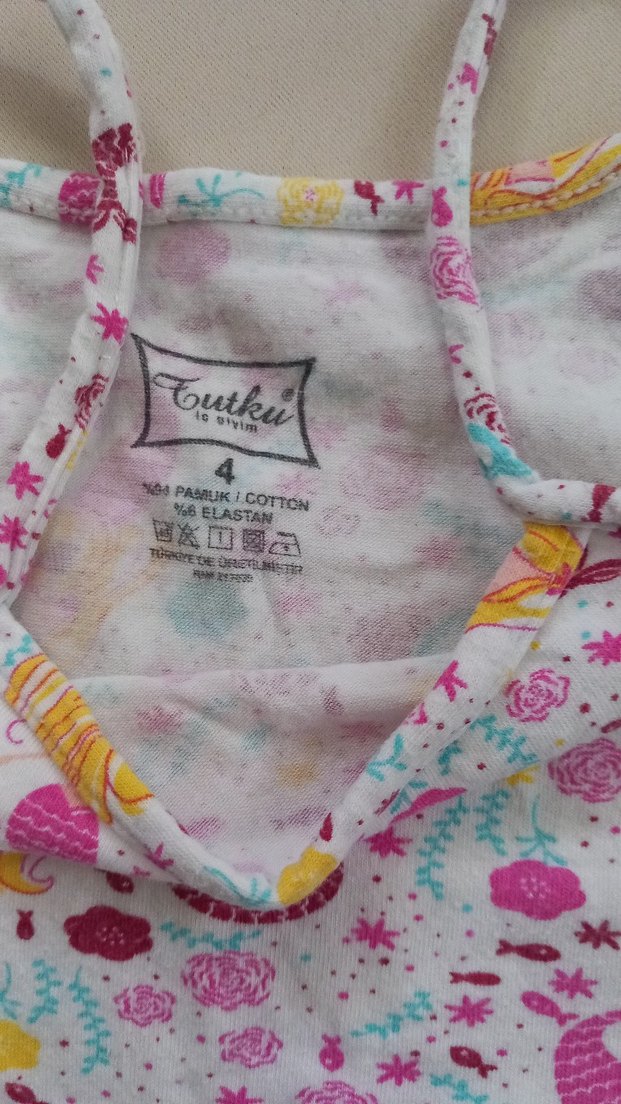 Tutku®
iç giyim
4
%94 PAMUK / COTTON
%6 ELASTAN
TÜRKİYE'DE ÜRETİLMİŞTİR